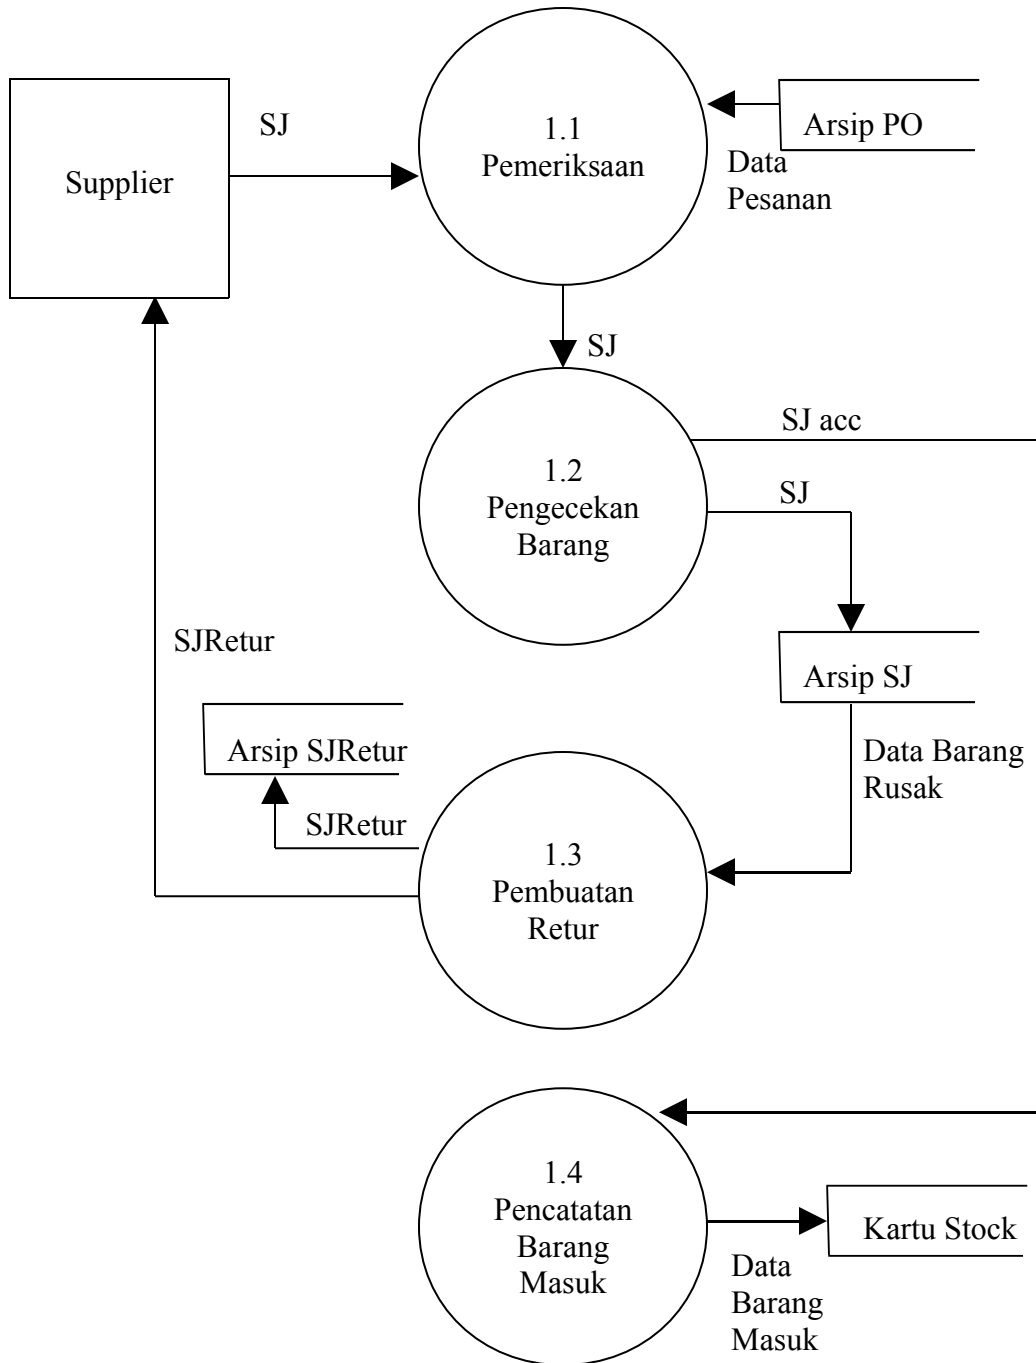 SJ
1.1
Pemeriksaan
Arsip PO
Supplier
Data
Pesanan
SJ
SJ acc
1.2
Pengecekan
Barang
SJ
SJRetur
Arsip SJ
Arsip SJRetur
Data Barang
Rusak
SJRetur
1.3
Pembuatan
Retur
1.4
Pencatatan
Barang
Masuk
Kartu Stock
Data
Barang
Masuk